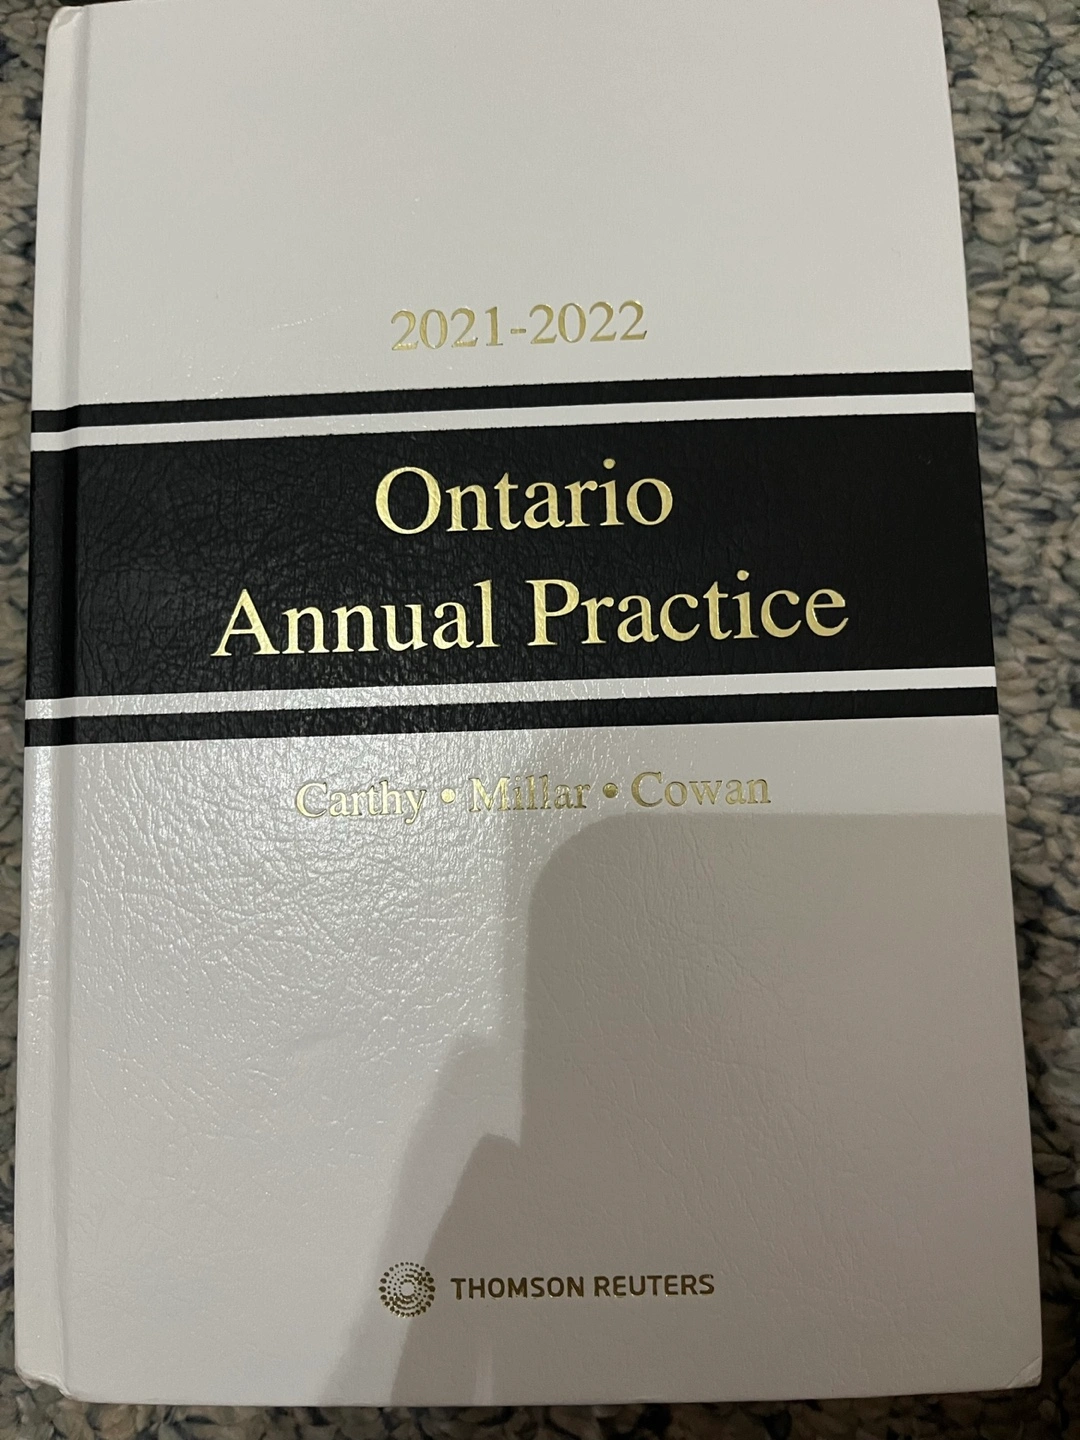 2021-2022
Ontario
Annual Practice
Carthy • Millar • Cowan
THOMSON REUTERS